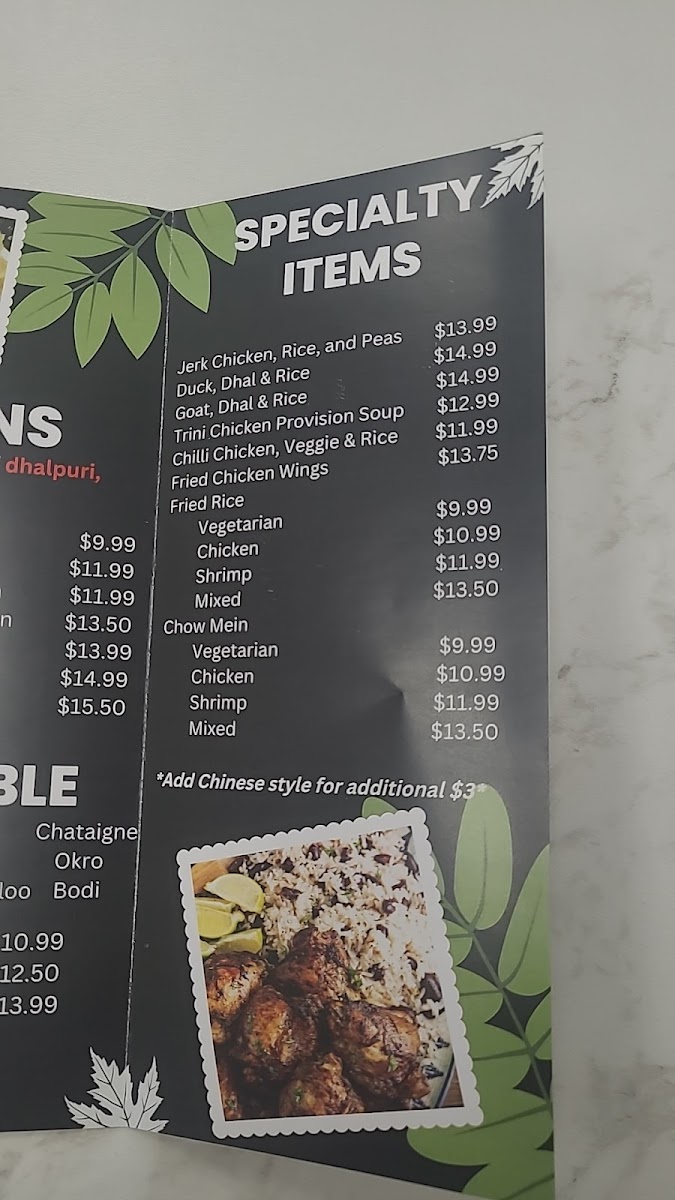 NS
dhalpuri,
$9.99
$11.99
$11.99
n $13.50
$13.99
$14.99
$15.50
BLE
Chataigne
Okro
loo Bodi
10.99
12.50
13.99
SPECIALTY
ITEMS
Jerk Chicken, Rice, and Peas $13.99
Duck, Dhal & Rice $14.99
Goat, Dhal & Rice $14.99
Trini Chicken Provision Soup $12.99
Chilli Chicken, Veggie & Rice $11.99
Fried Chicken Wings $13.75
Fried Rice
Vegetarian $9.99
Chicken $10.99
Shrimp $11.99
Mixed $13.50
Chow Mein
Vegetarian $9.99
Chicken $10.99
Shrimp $11.99
Mixed $13.50
*Add Chinese style for additional $3*